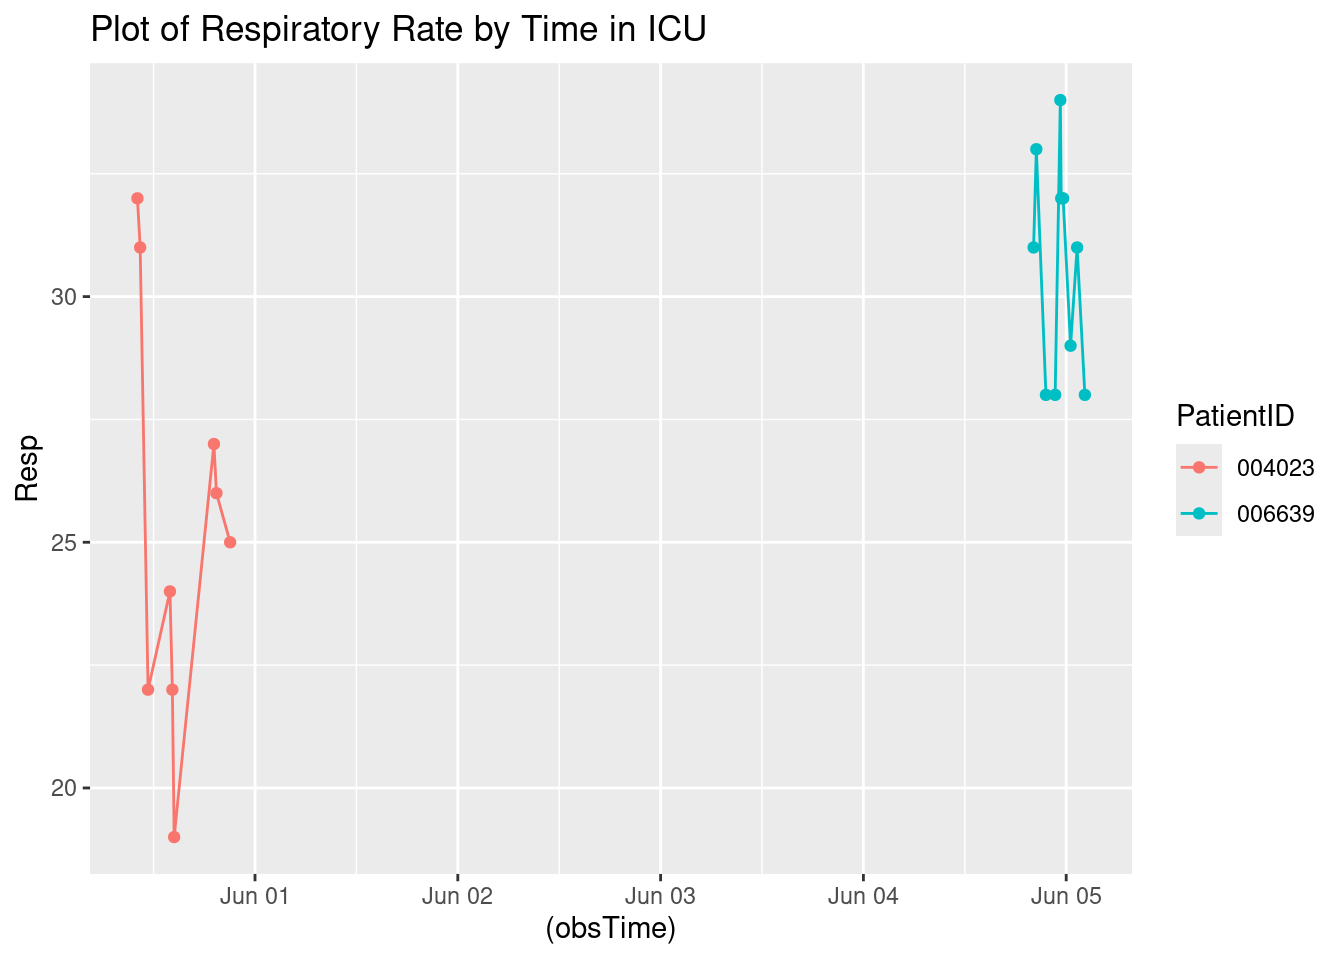 Plot of Respiratory Rate by Time in ICU
Resp
30
25
20
Jun 01
Jun 02
Jun 03
Jun 04
Jun 05
(obsTime)
PatientID
004023
006639